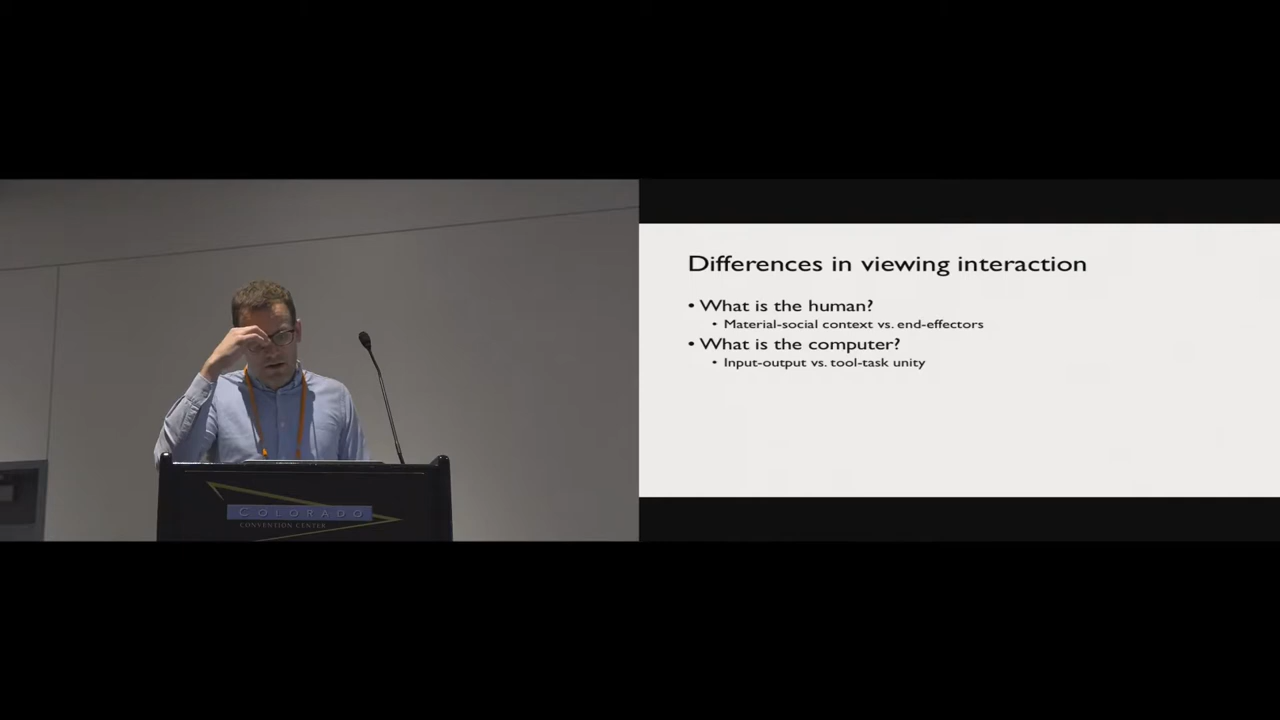 COLORADO
CONVENTION CENTER
Differences in viewing interaction
• What is the human?
• Material-social context vs. end-effectors
• What is the computer?
• Input-output vs. tool-task unity